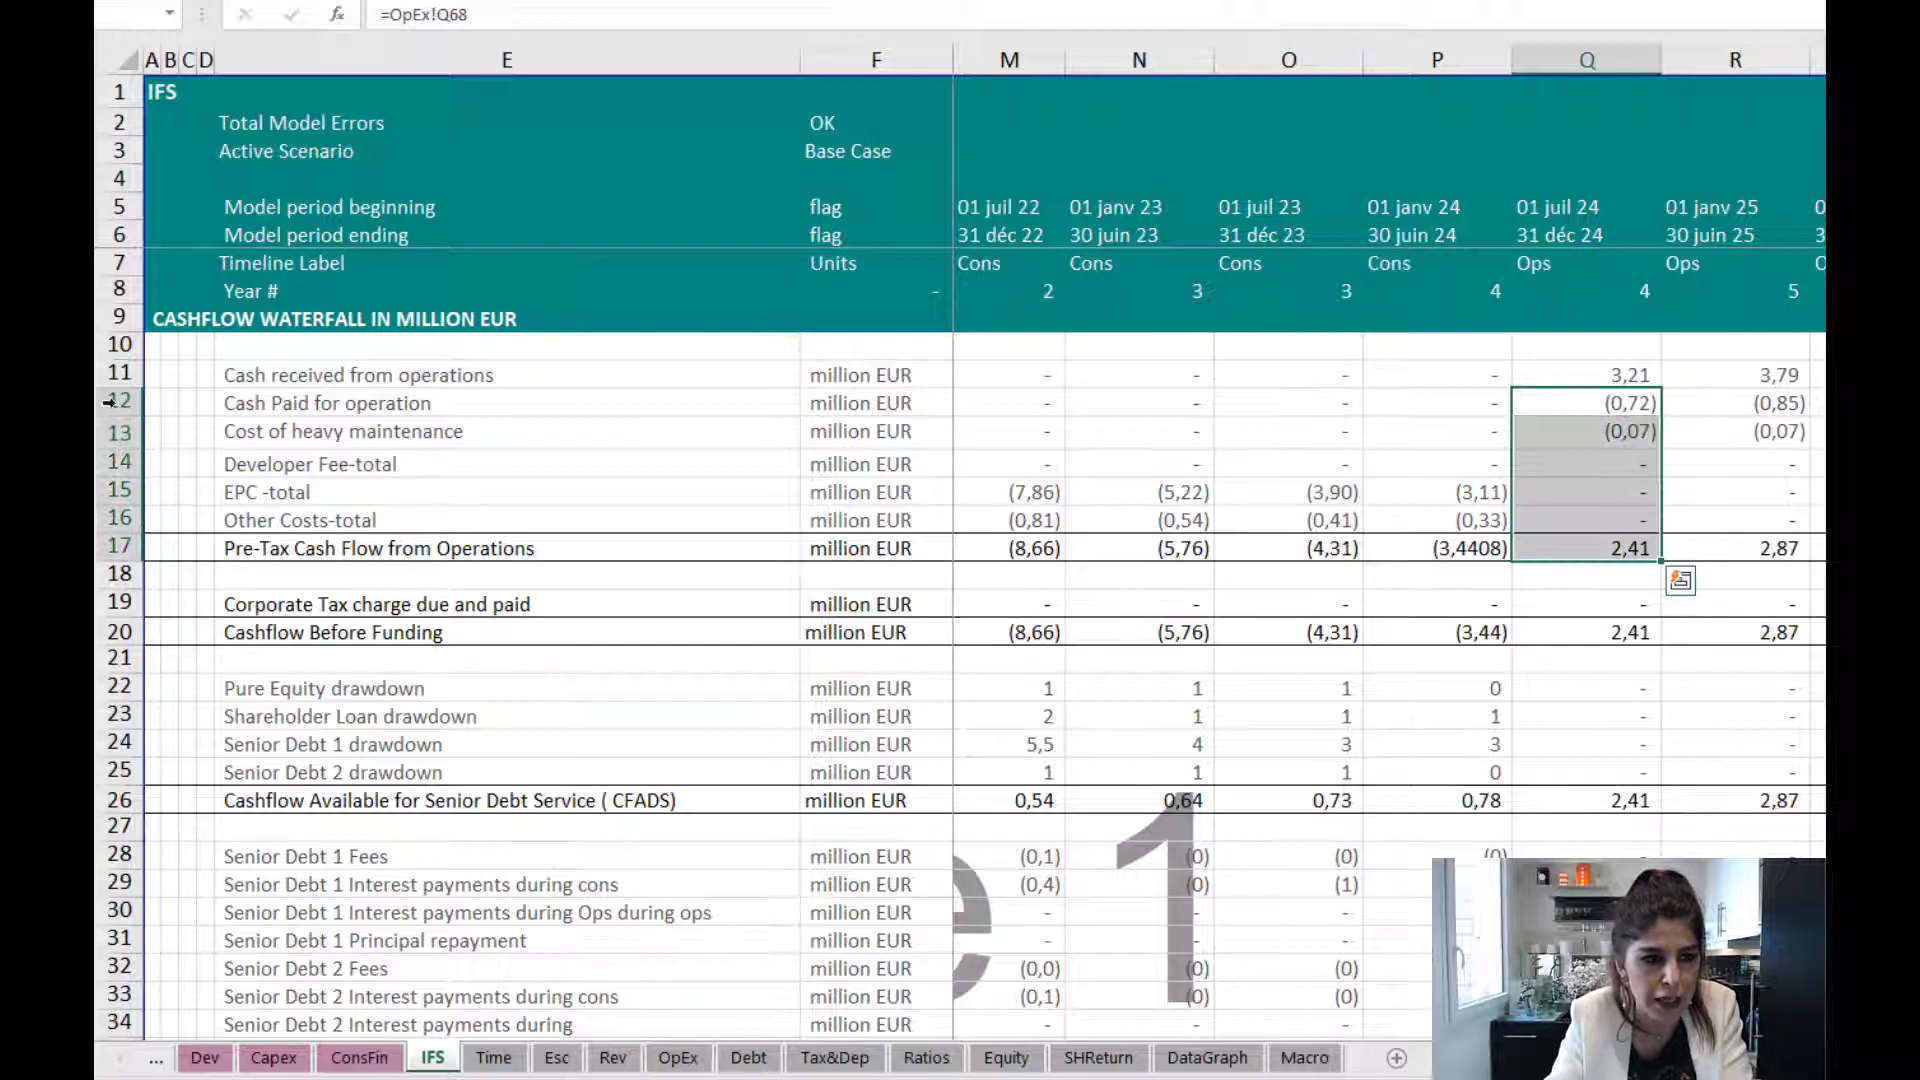 =OpEx!Q68
A B C D E F M N O P Q R
1 IFS
2 Total Model Errors OK
3 Active Scenario Base Case
4
5 Model period beginning flag 01 juil 22 01 janv 23 01 juil 23 01 janv 24 01 juil 24 01 janv 25 0
6 Model period ending flag 31 déc 22 30 juin 23 31 déc 23 30 juin 24 31 déc 24 30 juin 25 3
7 Timeline Label Units Cons Cons Cons Cons Ops Ops O
8 Year # - 2 3 3 4 4 5
9 CASHFLOW WATERFALL IN MILLION EUR
10
11 Cash received from operations million EUR - - - - 3,21 3,79
12 Cash Paid for operation million EUR - - - - (0,72) (0,85)
13 Cost of heavy maintenance million EUR - - - - (0,07) (0,07)
14 Developer Fee-total million EUR - - - - - -
15 EPC -total million EUR (7,86) (5,22) (3,90) (3,11) - -
16 Other Costs-total million EUR (0,81) (0,54) (0,41) (0,33) - -
17 Pre-Tax Cash Flow from Operations million EUR (8,66) (5,76) (4,31) (3,4408) 2,41 2,87
18
19 Corporate Tax charge due and paid million EUR - - - - - -
20 Cashflow Before Funding million EUR (8,66) (5,76) (4,31) (3,44) 2,41 2,87
21
22 Pure Equity drawdown million EUR 1 1 1 0 - -
23 Shareholder Loan drawdown million EUR 2 1 1 1 - -
24 Senior Debt 1 drawdown million EUR 5,5 4 3 3 - -
25 Senior Debt 2 drawdown million EUR 1 1 1 0 - -
26 Cashflow Available for Senior Debt Service ( CFADS) million EUR 0,54 0,64 0,73 0,78 2,41 2,87
27
28 Senior Debt 1 Fees million EUR (0,1) (0) (0) (0) -
29 Senior Debt 1 Interest payments during cons million EUR (0,4) (0) (1)
30 Senior Debt 1 Interest payments during Ops during ops million EUR - - -
31 Senior Debt 1 Principal repayment million EUR - - -
32 Senior Debt 2 Fees million EUR (0,0) (0) (0)
33 Senior Debt 2 Interest payments during cons million EUR (0,1) (0) (0)
34 Senior Debt 2 Interest payments during million EUR - - -
e 1
... Dev Capex ConsFin IFS Time Esc Rev OpEx Debt Tax&Dep Ratios Equity SHReturn DataGraph Macro